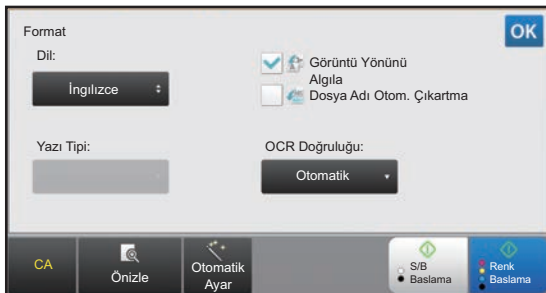 Format
OK
Dil:
İngilizce
Görüntü Yönünü
Algıla
Dosya Adı Otom. Çıkartma
Yazı Tipi:
OCR Doğruluğu:
Otomatik
CA
Önizle
Otomatik
Ayar
S/B
Baslama
Renk
Baslama